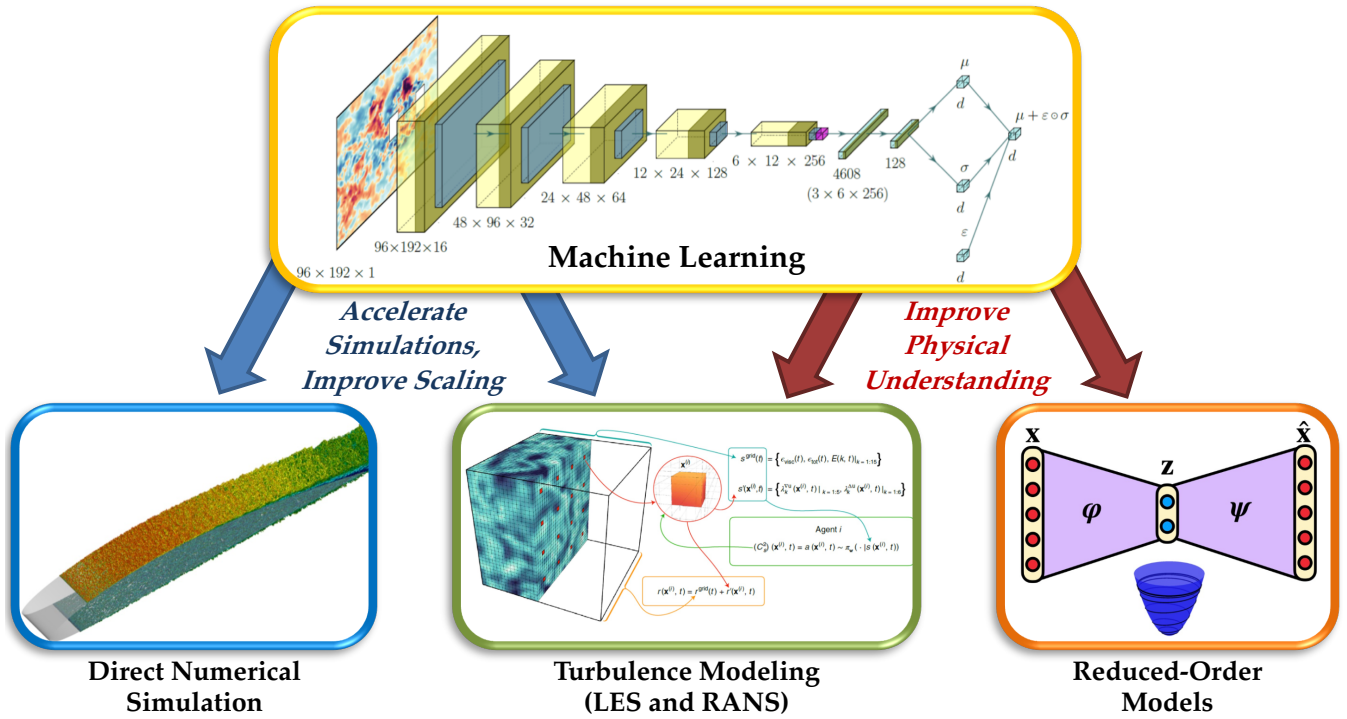 μ
d
μ + ε∘σ
d
σ
d
ε
d
128
4608
(3 × 6 × 256)
6 × 12 × 256
12 × 24 × 128
24 × 48 × 64
48 × 96 × 32
96×192×16
96 × 192 × 1
Machine Learning
Accelerate
Simulations,
Improve Scaling
Improve
Physical
Understanding
x⁽ⁱ⁾
Agent i
r(x⁽ⁱ⁾, t) = r^grid(t) + r(x⁽ⁱ⁾, t)
x
φ
z
ψ
x̂
Direct Numerical
Simulation
Turbulence Modeling
(LES and RANS)
Reduced-Order
Models